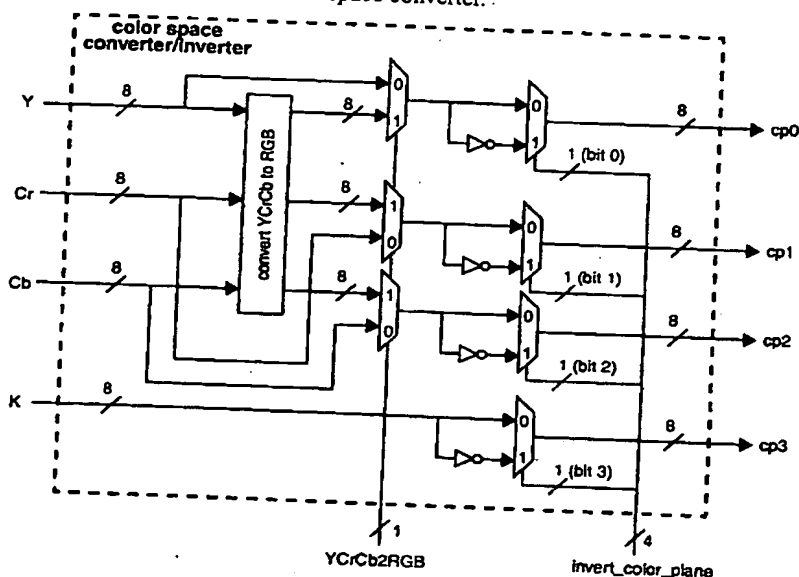 space converter.
color space
converter/inverter
Y
8
0
8
1
0
1
8
cp0
1 (bit 0)
convert YCrCb to RGB
Cr
8
8
1
0
0
1
8
cp1
1 (bit 1)
Cb
8
8
1
0
0
1
8
cp2
1 (bit 2)
K
8
0
1
8
cp3
1 (bit 3)
1
YCrCb2RGB
4
invert_color_plane